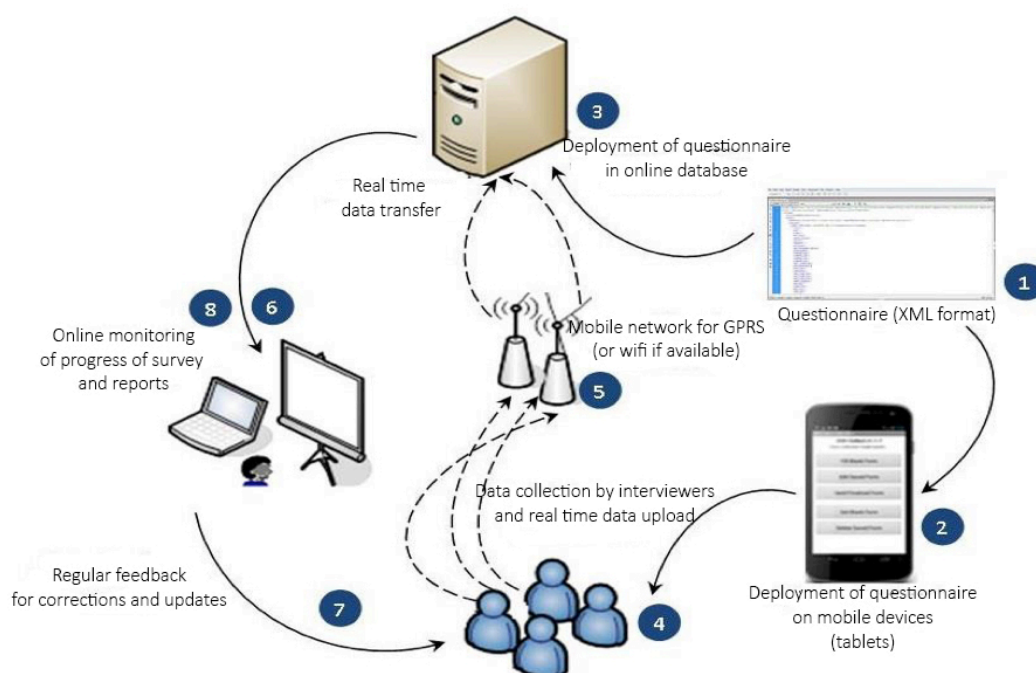 3
Deployment of questionnaire
in online database
Real time
data transfer
1
Questionnaire (XML format)
8
6
Online monitoring
of progress of survey
and reports
Mobile network for GPRS
(or wifi if available)
5
Data collection by interviewers
and real time data upload
2
Deployment of questionnaire
on mobile devices
(tablets)
Regular feedback
for corrections and updates
7
4